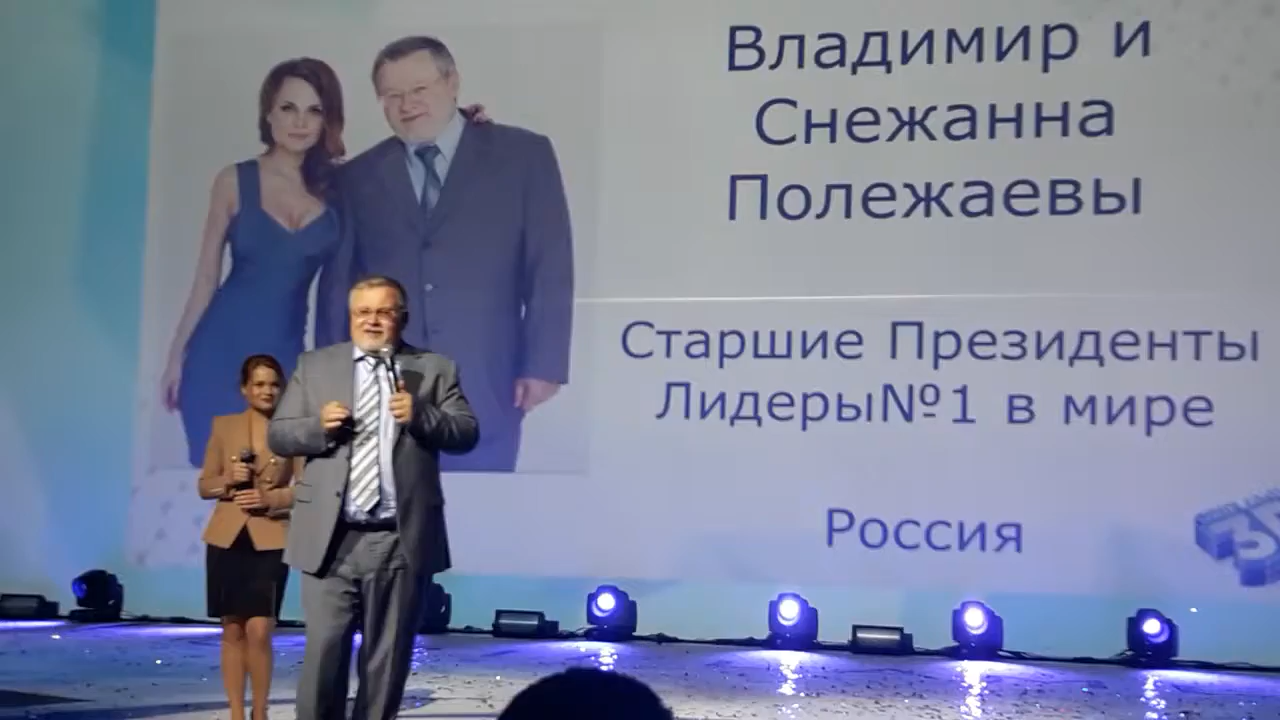 Владимир и
Снежанна
Полежаевы
Старшие Президенты
Лидеры№1 в мире
Россия